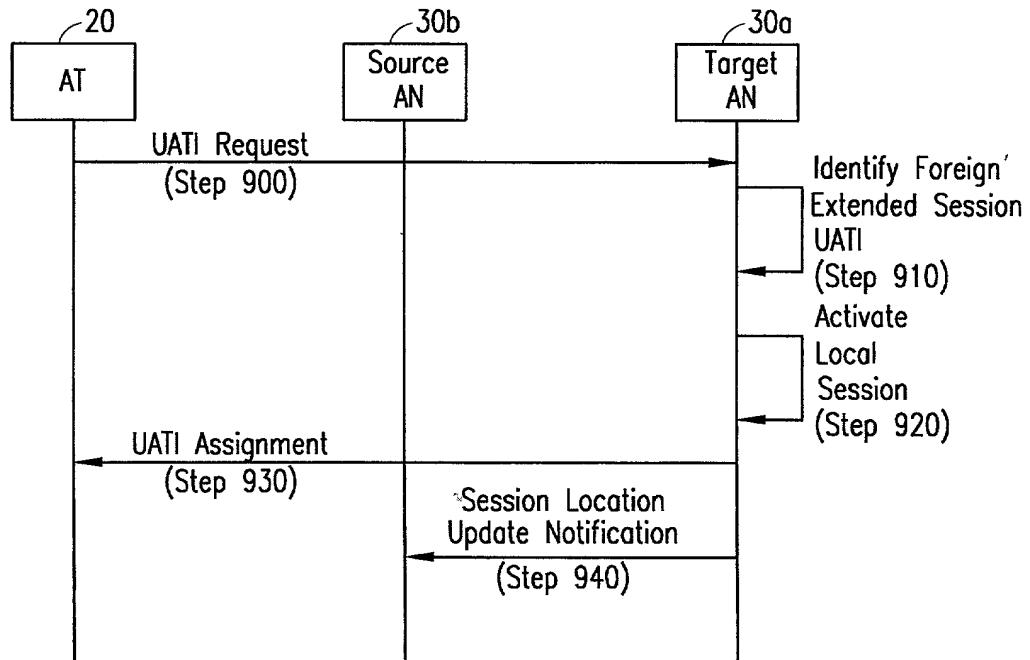 20
30b
30a
AT
Source
AN
Target
AN
UATI Request
(Step 900)
Identify Foreign
Extended Session
UATI
(Step 910)
Activate
Local
Session
(Step 920)
UATI Assignment
(Step 930)
Session Location
Update Notification
(Step 940)